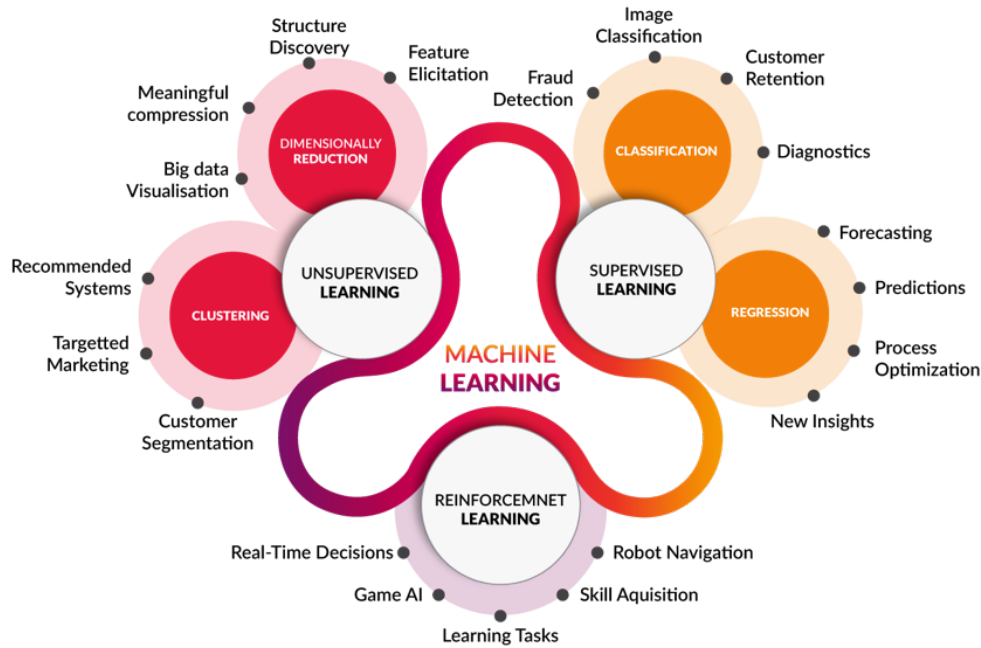 Structure
Discovery
Feature
Elicitation
Meaningful
compression
Big data
Visualisation
DIMENSIONALLY
REDUCTION
UNSUPERVISED
LEARNING
Recommended
Systems
Targetted
Marketing
Customer
Segmentation
CLUSTERING
Image
Classification
Fraud
Detection
Customer
Retention
Diagnostics
CLASSIFICATION
SUPERVISED
LEARNING
Forecasting
Predictions
Process
Optimization
New Insights
REGRESSION
MACHINE
LEARNING
REINFORCEMNET
LEARNING
Real-Time Decisions
Game AI
Learning Tasks
Skill Aquisition
Robot Navigation